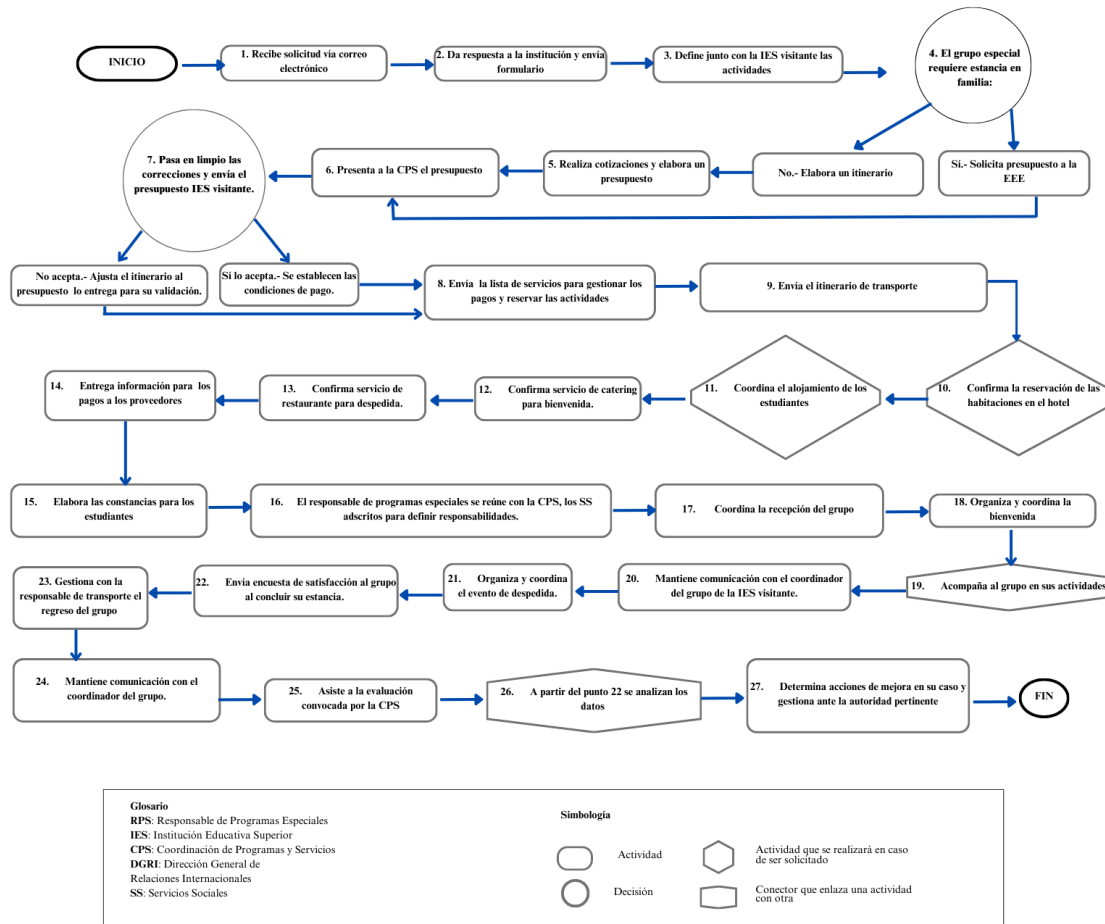 INICIO
1. Recibe solicitud vía correo
electrónico
2. Da respuesta a la institución y envia
formulario
3. Define junto con la IES visitante las
actividades
4. El grupo especial
requiere estancia en
familia:
7. Pasa en limpio las
correcciones y envía el
presupuesto IES visitante.
6. Presenta a la CPS el presupuesto
5. Realiza cotizaciones y elabora un
presupuesto
No.- Elabora un itinerario
Sí.- Solicita presupuesto a la
EEE
No acepta.- Ajusta el itinerario al
presupuesto lo entrega para su validación.
Sí lo acepta.- Se establecen las
condiciones de pago.
8. Envía la lista de servicios para gestionar los
pagos y reservar las actividades
9. Envía el itinerario de transporte
14. Entrega información para los
pagos a los proveedores
13. Confirma servicio de
restaurante para despedida.
12. Confirma servicio de catering
para bienvenida.
11. Coordina el alojamiento de los
estudiantes
10. Confirma la reservación de las
habitaciones en el hotel
15. Elabora las constancias para los
estudiantes
16. El responsable de programas especiales se reúne con la CPS, los SS
adscritos para definir responsabilidades.
17. Coordina la recepción del grupo
18. Organiza y coordina la
bienvenida
23. Gestiona con la
responsable de transporte el
regreso del grupo
22. Envía encuesta de satisfacción al grupo
al concluir su estancia.
21. Organiza y coordina
el evento de despedida.
20. Mantiene comunicación con el coordinador
del grupo de la IES visitante.
19. Acompaña al grupo en sus actividades
24. Mantiene comunicación con el
coordinador del grupo.
25. Asiste a la evaluación
convocada por la CPS
26. A partir del punto 22 se analizan los
datos
27. Determina acciones de mejora en su caso y
gestiona ante la autoridad pertinente
FIN
Glosario
RPS: Responsable de Programas Especiales
IES: Institución Educativa Superior
CPS: Coordinación de Programas y Servicios
DGRI: Dirección General de
Relaciones Internacionales
SS: Servicios Sociales
Simbología
Actividad
Actividad que se realizará en caso
de ser solicitado
Decisión
Conector que enlaza una actividad
con otra